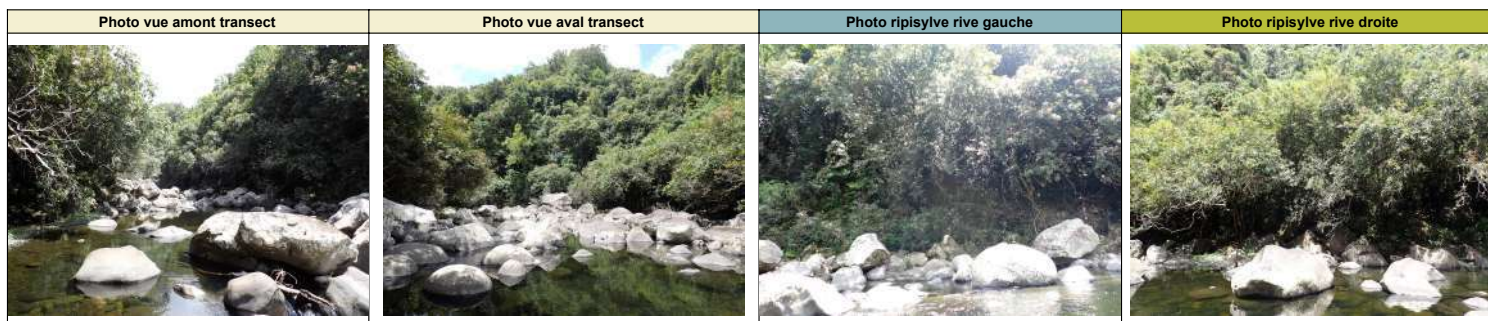 Photo vue amont transect
Photo vue aval transect
Photo ripisylve rive gauche
Photo ripisylve rive droite